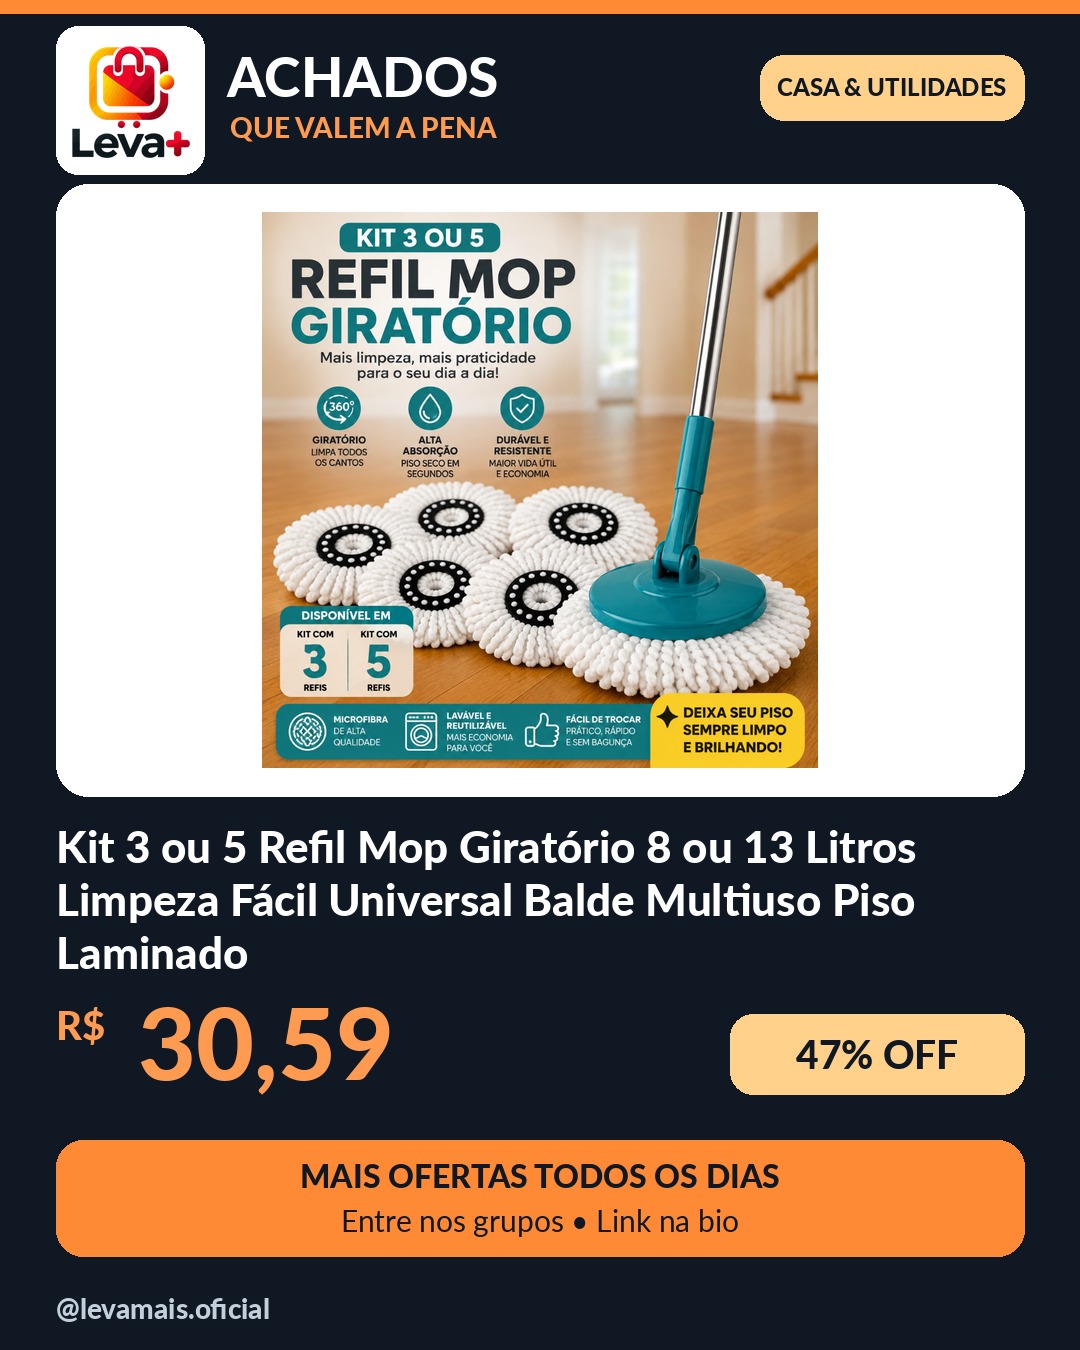 Leva+
ACHADOS
QUE VALEM A PENA
CASA & UTILIDADES
KIT 3 OU 5
REFIL MOP
GIRATÓRIO
Mais limpeza, mais praticidade
para o seu dia a dia!
360°
GIRATÓRIO
LIMPA TODOS
OS CANTOS
ALTA
ABSORÇÃO
PISO SECO EM
SEGUNDOS
DURÁVEL E
RESISTENTE
MAIOR VIDA ÚTIL
E ECONOMIA
DISPONÍVEL EM
KIT COM
3
REFIS
KIT COM
5
REFIS
MICROFIBRA
DE ALTA
QUALIDADE
LAVÁVEL E
REUTILIZÁVEL
MAIS ECONOMIA
PARA VOCÊ
FÁCIL DE TROCAR
PRÁTICO, RÁPIDO
E SEM BAGUNÇA
DEIXA SEU PISO
SEMPRE LIMPO
E BRILHANDO!
Kit 3 ou 5 Refil Mop Giratório 8 ou 13 Litros
Limpeza Fácil Universal Balde Multiuso Piso
Laminado
R$ 30,59
47% OFF
MAIS OFERTAS TODOS OS DIAS
Entre nos grupos • Link na bio
@levamais.oficial